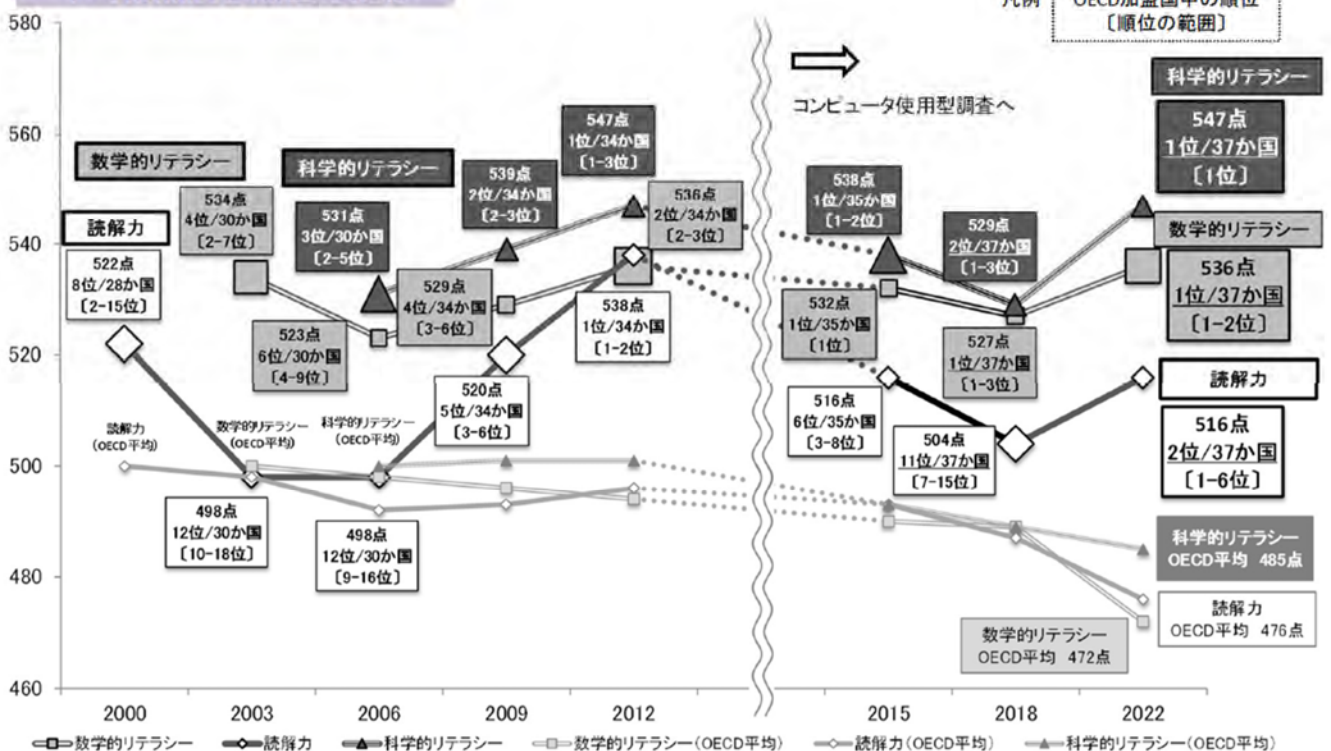 OECD加盟国中の順位
〔順位の範囲〕
580
560
540
520
500
480
460
コンピュータ使用型調査へ
数学的リテラシー
534点
4位/30か国
〔2-7位〕
読解力
522点
8位/28か国
〔2-15位〕
科学的リテラシー
531点
3位/30か国
〔2-5位〕
539点
2位/34か国
〔2-3位〕
547点
1位/34か国
〔1-3位〕
536点
2位/34か国
〔2-3位〕
523点
6位/30か国
〔4-9位〕
529点
4位/34か国
〔3-6位〕
538点
1位/34か国
〔1-2位〕
520点
5位/34か国
〔3-6位〕
498点
12位/30か国
〔10-18位〕
498点
12位/30か国
〔9-16位〕
読解力
(OECD平均)
数学的リテラシー
(OECD平均)
科学的リテラシー
(OECD平均)
538点
1位/35か国
〔1-2位〕
529点
2位/37か国
〔1-3位〕
科学的リテラシー
547点
1位/37か国
〔1位〕
数学的リテラシー
536点
1位/37か国
〔1-2位〕
532点
1位/35か国
〔1位〕
527点
1位/37か国
〔1-3位〕
516点
6位/35か国
〔3-8位〕
504点
11位/37か国
〔7-15位〕
読解力
516点
2位/37か国
〔1-6位〕
科学的リテラシー
OECD平均 485点
読解力
OECD平均 476点
数学的リテラシー
OECD平均 472点
2000
2003
2006
2009
2012
2015
2018
2022
数学的リテラシー
読解力
科学的リテラシー
数学的リテラシー(OECD平均)
読解力(OECD平均)
科学的リテラシー(OECD平均)